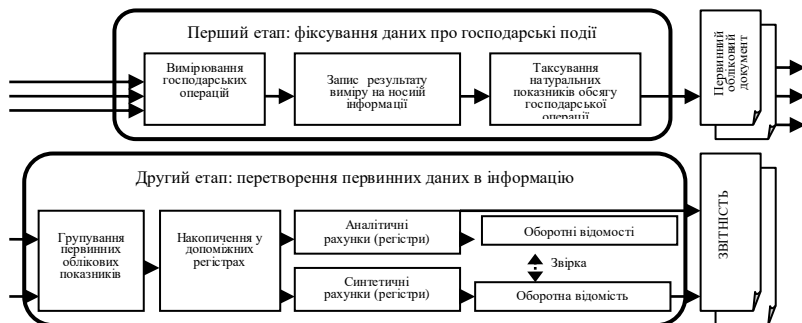 Перший етап: фіксування даних про господарські події
Вимірювання
господарських
операцій
Запис результату
виміру на носиій
інформації
Таксування
натуральних
показників обсягу
господарської
операції
Первинний
обліковий
документ
Другий етап: перетворення первинних даних в інформацію
Групування
первинних
облікових
показників
Накопичення у
допоміжних
регістрах
Аналітичні
рахунки (регістри)
Оборотні відомості
Звірка
Синтетичні
рахунки (регістри)
Оборотна відомість
ЗВІТНІСТЬ